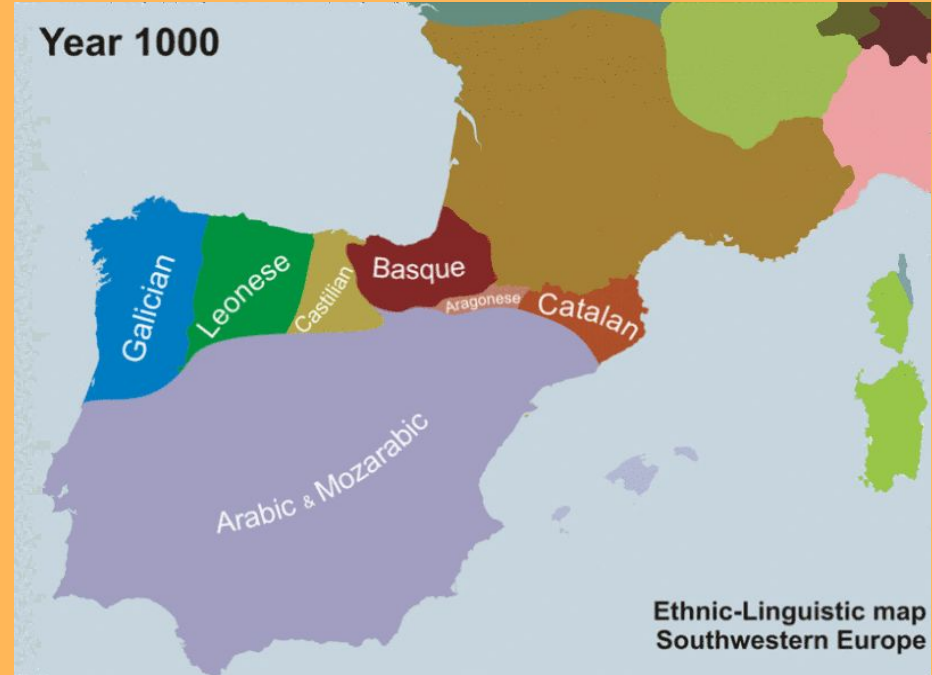 Year 1000
Galician
Leonese
Castilian
Basque
Aragonese
Catalan
Arabic & Mozarabic
Ethnic-Linguistic map
Southwestern Europe